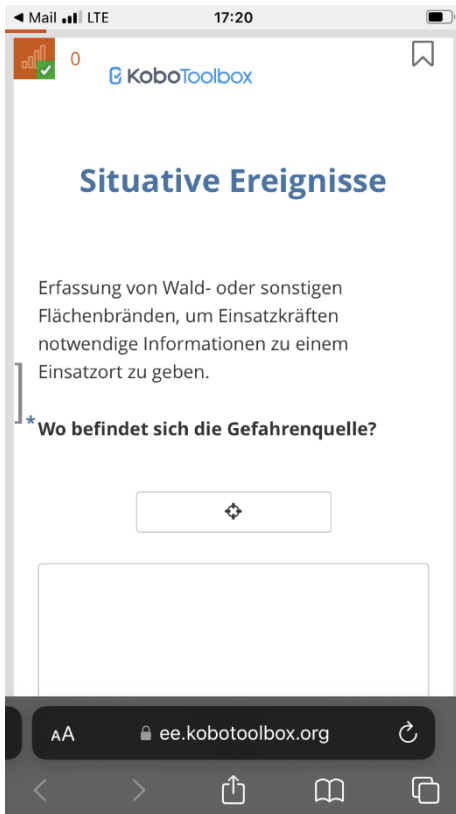 ◀ Mail LTE 17:20
0
KoboToolbox
Situative Ereignisse
Erfassung von Wald- oder sonstigen
Flächenbränden, um Einsatzkräften
notwendige Informationen zu einem
Einsatzort zu geben.
*Wo befindet sich die Gefahrenquelle?
AA ee.kobotoolbox.org